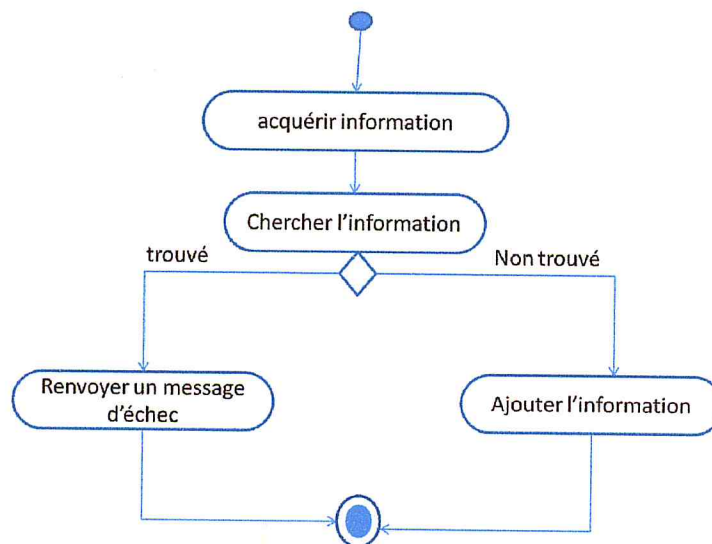 acquérir information
Chercher l'information
trouvé
Non trouvé
Renvoyer un message
d'échec
Ajouter l'information